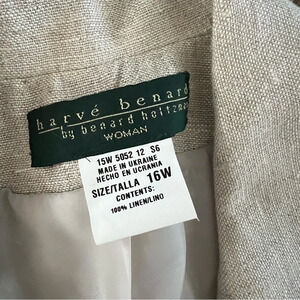 harvé benard
by benard holtzman
WOMAN
15W 5052 12 S6
MADE IN UKRAINE
HECHO EN UCRANIA
SIZE/TALLA 16W
CONTENTS:
100% LINEN/LINO